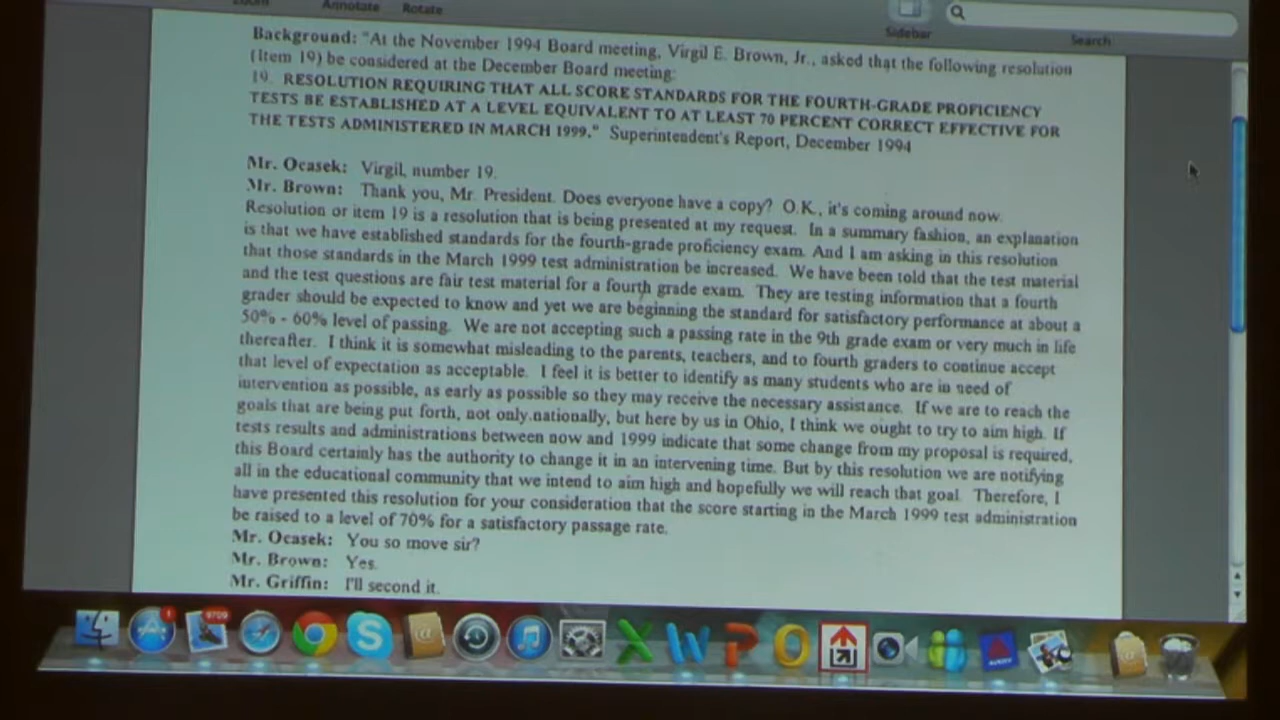 Zoom Annotate Rotate Sidebar Search
Background: "At the November 1994 Board meeting, Virgil E. Brown, Jr., asked that the following resolution
(Item 19) be considered at the December Board meeting:
19. RESOLUTION REQUIRING THAT ALL SCORE STANDARDS FOR THE FOURTH-GRADE PROFICIENCY
TESTS BE ESTABLISHED AT A LEVEL EQUIVALENT TO AT LEAST 70 PERCENT CORRECT EFFECTIVE FOR
THE TESTS ADMINISTERED IN MARCH 1999." Superintendent's Report, December 1994
Mr. Ocasek: Virgil, number 19.
Mr. Brown: Thank you, Mr. President. Does everyone have a copy? O.K., it's coming around now.
Resolution or item 19 is a resolution that is being presented at my request. In a summary fashion, an explanation
is that we have established standards for the fourth-grade proficiency exam. And I am asking in this resolution
that those standards in the March 1999 test administration be increased. We have been told that the test material
and the test questions are fair test material for a fourth grade exam. They are testing information that a fourth
grader should be expected to know and yet we are beginning the standard for satisfactory performance at about a
50% - 60% level of passing. We are not accepting such a passing rate in the 9th grade exam or very much in life
thereafter. I think it is somewhat misleading to the parents, teachers, and to fourth graders to continue accept
that level of expectation as acceptable. I feel it is better to identify as many students who are in need of
intervention as possible, as early as possible so they may receive the necessary assistance. If we are to reach the
goals that are being put forth, not only nationally, but here by us in Ohio, I think we ought to try to aim high. If
tests results and administrations between now and 1999 indicate that some change from my proposal is required,
this Board certainly has the authority to change it in an intervening time. But by this resolution we are notifying
all in the educational community that we intend to aim high and hopefully we will reach that goal. Therefore, I
have presented this resolution for your consideration that the score starting in the March 1999 test administration
be raised to a level of 70% for a satisfactory passage rate.
Mr. Ocasek: You so move sir?
Mr. Brown: Yes.
Mr. Griffin: I'll second it.